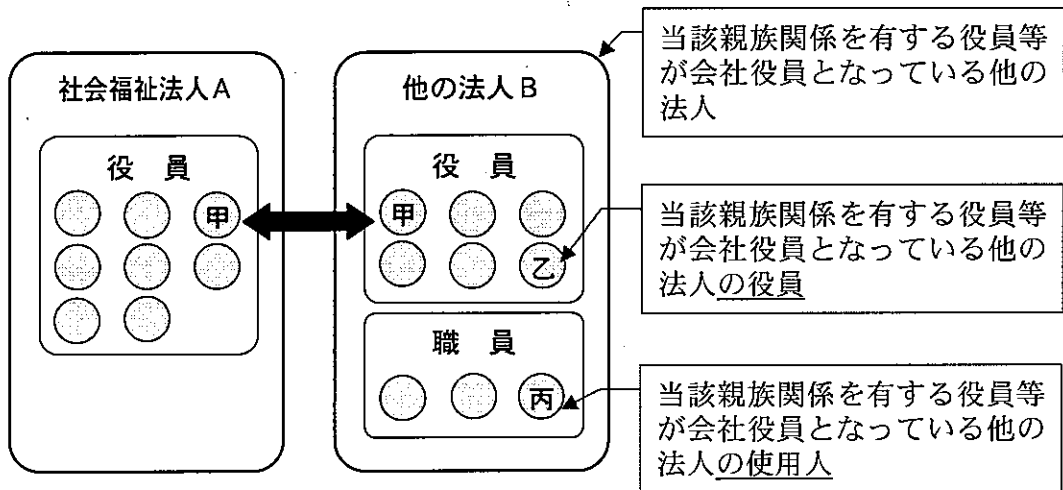 社会福祉法人A
役 員
甲
他の法人B
役 員
甲
乙
職 員
丙
当該親族関係を有する役員等
が会社役員となっている他の
法人
当該親族関係を有する役員等
が会社役員となっている他の
法人の役員
当該親族関係を有する役員等
が会社役員となっている他の
法人の使用人